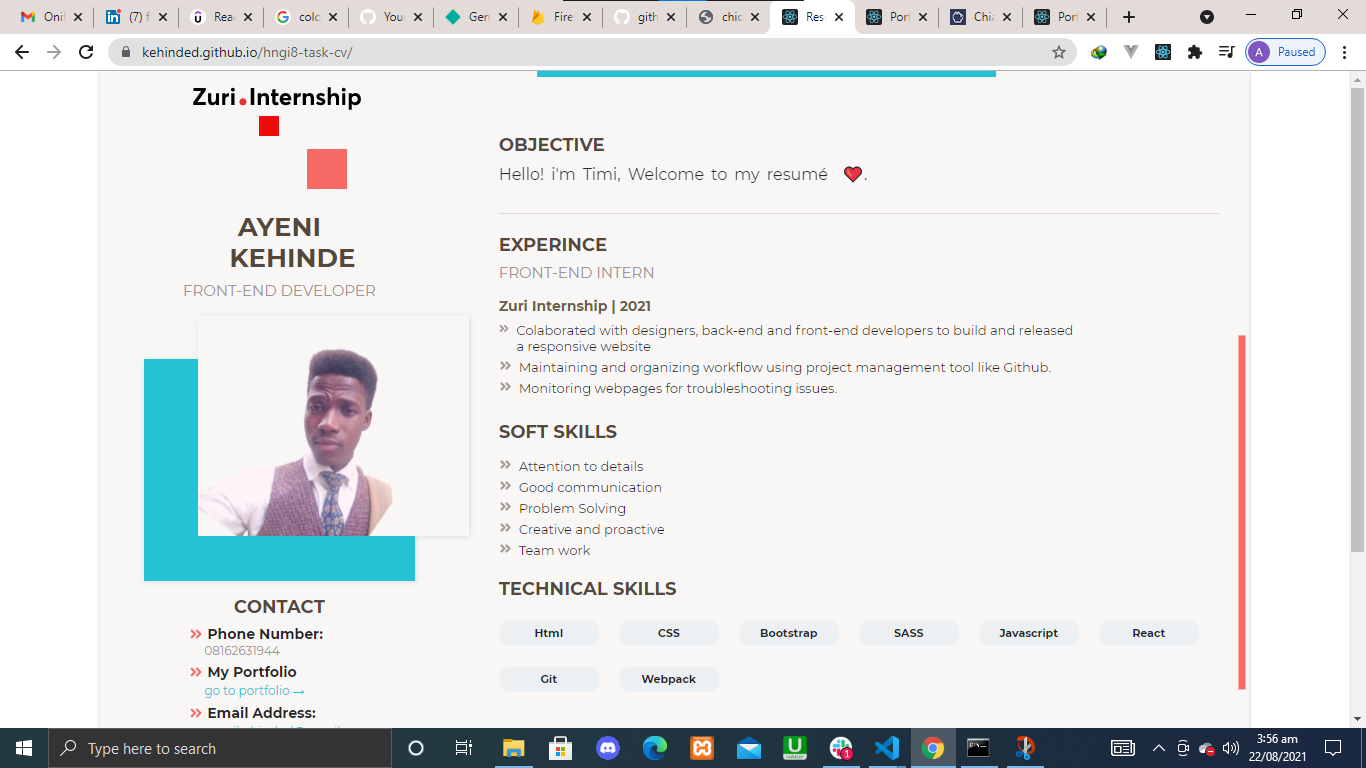 Onif
(7) f
Rea
colo
You
Gen
Fire
gith
chic
Res
Port
Chia
Port
kehinded.github.io/hngi8-task-cv/
A Paused
Zuri.Internship
AYENI
KEHINDE
FRONT-END DEVELOPER
CONTACT
Phone Number:
08162631944
My Portfolio
go to portfolio →
Email Address:
OBJECTIVE
Hello! i'm Timi, Welcome to my resumé ❤.
EXPERINCE
FRONT-END INTERN
Zuri Internship | 2021
» Colaborated with designers, back-end and front-end developers to build and released
a responsive website
» Maintaining and organizing workflow using project management tool like Github.
» Monitoring webpages for troubleshooting issues.
SOFT SKILLS
» Attention to details
» Good communication
» Problem Solving
» Creative and proactive
» Team work
TECHNICAL SKILLS
Html CSS Bootstrap SASS Javascript React
Git Webpack
Type here to search
1
3:56 am
22/08/2021